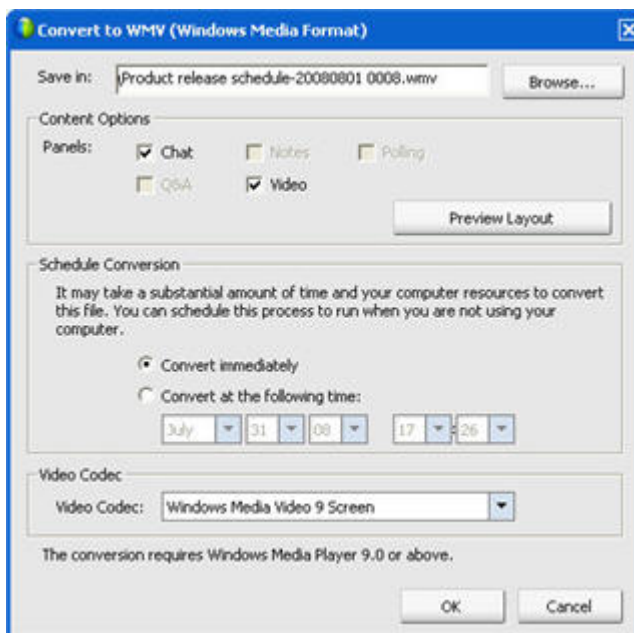 Convert to WMV (Windows Media Format)
Save in: \Product release schedule-20080801 0008.wmv Browse...
Content Options
Panels: Chat Notes Polling
Q&A Video
Preview Layout
Schedule Conversion
It may take a substantial amount of time and your computer resources to convert
this file. You can schedule this process to run when you are not using your
computer.
Convert immediately
Convert at the following time:
July 31 08 17 : 26
Video Codec
Video Codec: Windows Media Video 9 Screen
The conversion requires Windows Media Player 9.0 or above.
OK Cancel